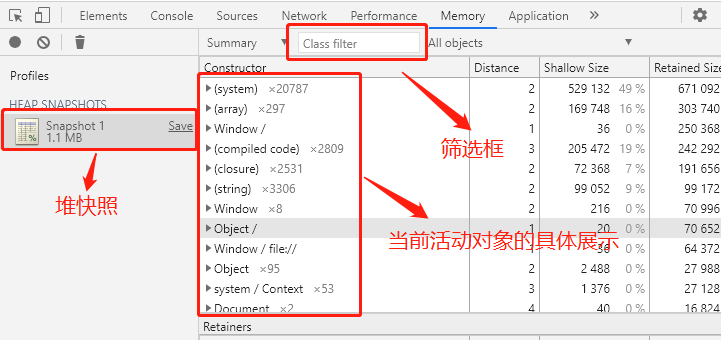 Elements Console Sources Network Performance Memory Application »
Summary ▼ Class filter All objects ▼
Profiles
HEAP SNAPSHOTS
Snapshot 1 Save
1.1 MB
堆快照
Constructor Distance Shallow Size Retained Size
(system) ×20787 2 529 132 49 % 671 092
(array) ×297 2 169 748 16 % 303 740
Window / 1 36 0 % 250 368
(compiled code) ×2809 3 205 472 19 % 242 292
(closure) ×2531 2 72 368 7 % 191 656
(string) ×3306 2 99 052 9 % 99 172
Window ×8 2 216 0 % 70 996
Object / 1 20 0 % 70 652
Window / file:// 1 36 0 % 64 372
Object ×95 2 2 488 0 % 27 988
system / Context ×53 3 1 376 0 % 27 128
Document ×2 4 40 0 % 16 824
筛选框
当前活动对象的具体展示
Retainers